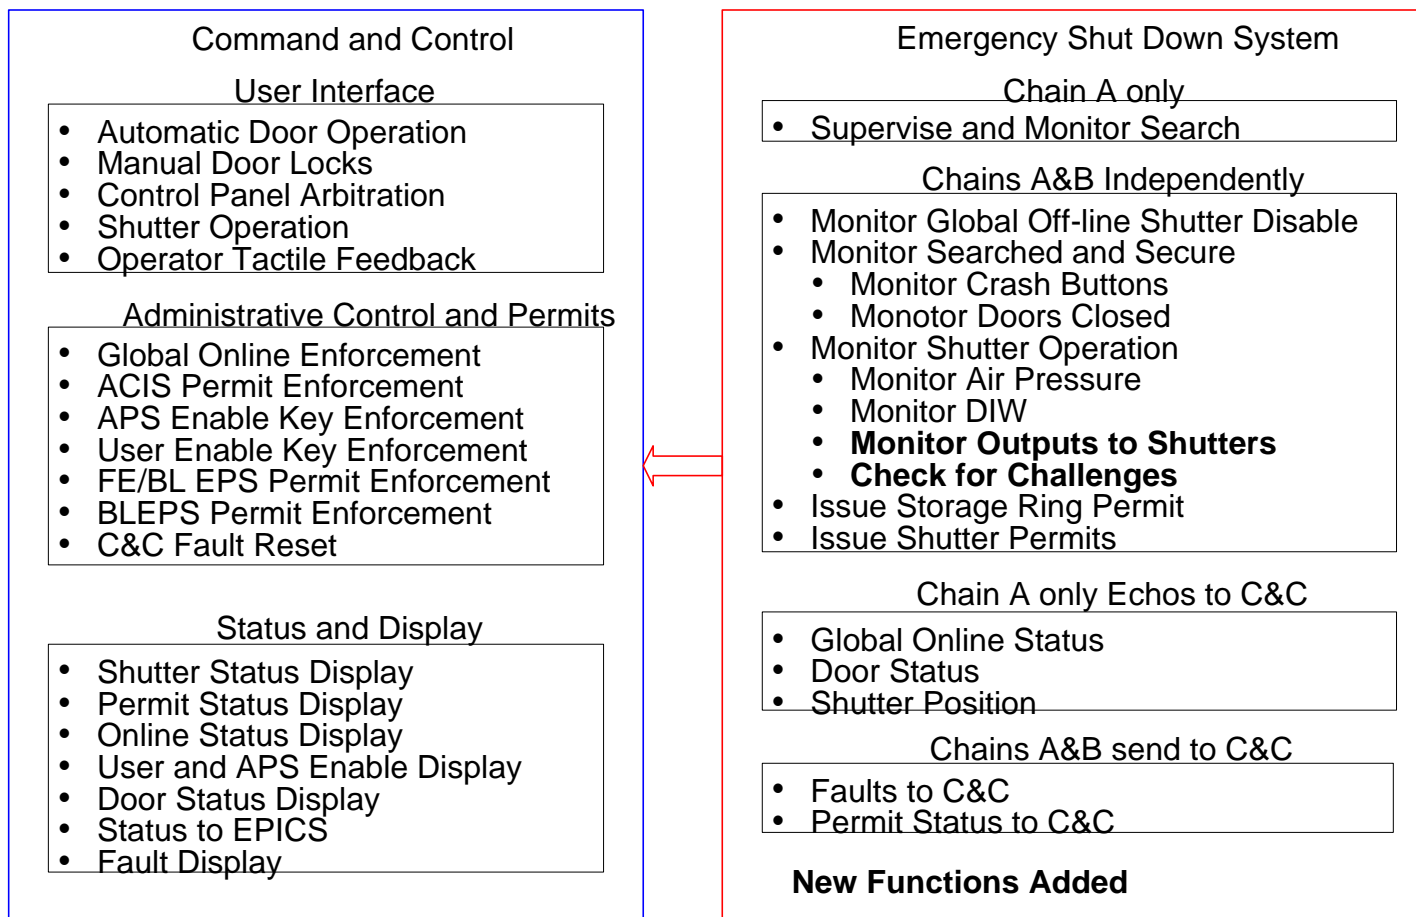 Command and Control
User Interface
• Automatic Door Operation
• Manual Door Locks
• Control Panel Arbitration
• Shutter Operation
• Operator Tactile Feedback
Administrative Control and Permits
• Global Online Enforcement
• ACIS Permit Enforcement
• APS Enable Key Enforcement
• User Enable Key Enforcement
• FE/BL EPS Permit Enforcement
• BLEPS Permit Enforcement
• C&C Fault Reset
Status and Display
• Shutter Status Display
• Permit Status Display
• Online Status Display
• User and APS Enable Display
• Door Status Display
• Status to EPICS
• Fault Display
Emergency Shut Down System
Chain A only
• Supervise and Monitor Search
Chains A&B Independently
• Monitor Global Off-line Shutter Disable
• Monitor Searched and Secure
• Monitor Crash Buttons
• Monotor Doors Closed
• Monitor Shutter Operation
• Monitor Air Pressure
• Monitor DIW
• Monitor Outputs to Shutters
• Check for Challenges
• Issue Storage Ring Permit
• Issue Shutter Permits
Chain A only Echos to C&C
• Global Online Status
• Door Status
• Shutter Position
Chains A&B send to C&C
• Faults to C&C
• Permit Status to C&C
New Functions Added